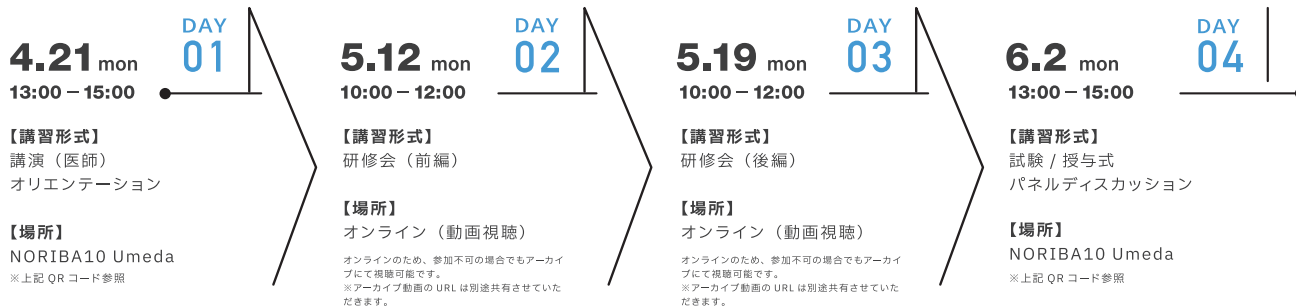 DAY
01
4.21 mon
13:00－15:00
【講習形式】
講演（医師）
オリエンテーション
【場所】
NORIBA10 Umeda
※上記 QR コード参照
DAY
02
5.12 mon
10:00－12:00
【講習形式】
研修会（前編）
【場所】
オンライン（動画視聴）
オンラインのため、参加不可の場合でもアーカイ
ブにて視聴可能です。
※アーカイブ動画の URL は別途共有させていた
だきます。
DAY
03
5.19 mon
10:00－12:00
【講習形式】
研修会（後編）
【場所】
オンライン（動画視聴）
オンラインのため、参加不可の場合でもアーカイ
ブにて視聴可能です。
※アーカイブ動画の URL は別途共有させていた
だきます。
DAY
04
6.2 mon
13:00－15:00
【講習形式】
試験 / 授与式
パネルディスカッション
【場所】
NORIBA10 Umeda
※上記 QR コード参照